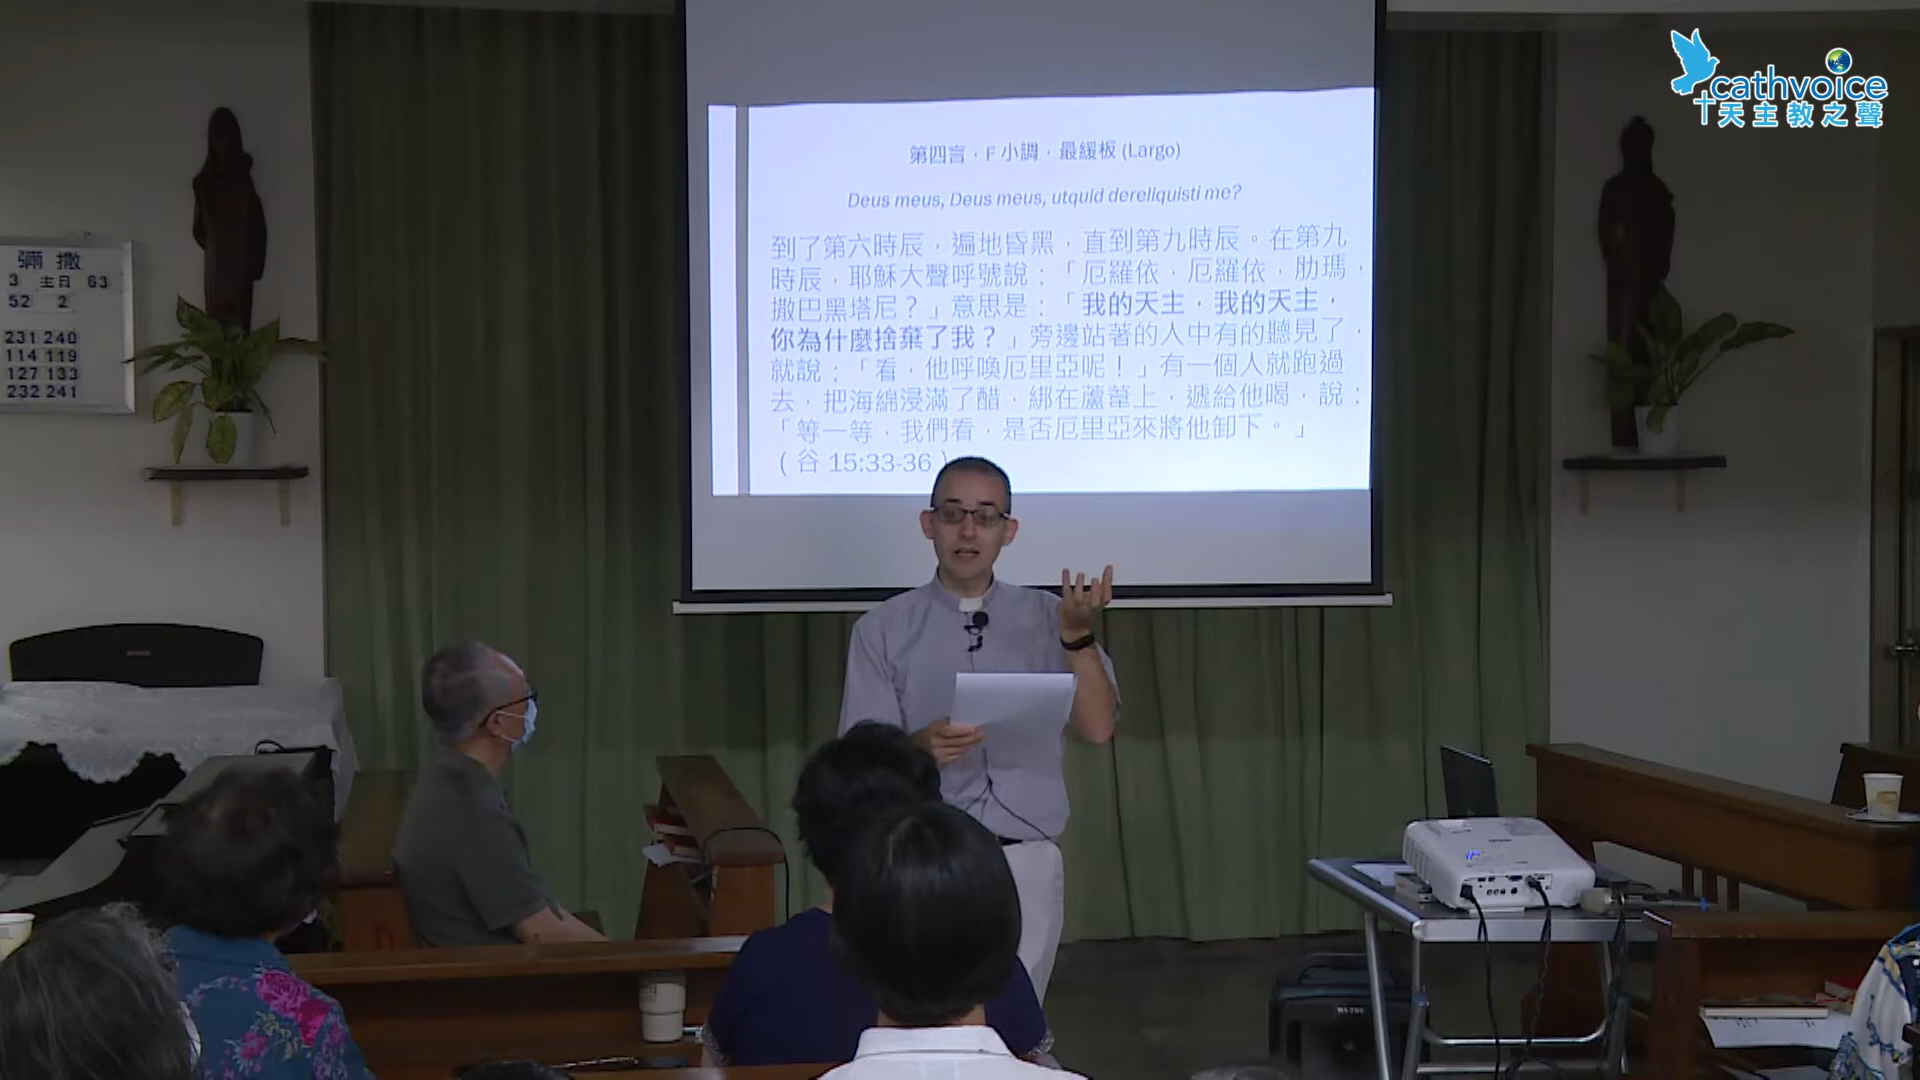 cathvoice
天主教之聲
第四言，F 小調，最緩板 (Largo)
Deus meus, Deus meus, utquid dereliquisti me?
到了第六時辰，遍地昏黑，直到第九時辰。在第九
時辰，耶穌大聲呼號說：「厄羅依，厄羅依，肋瑪，
撒巴黑塔尼？」意思是：「我的天主，我的天主，
你為什麼捨棄了我？」旁邊站著的人中有的聽見了，
就說：「看，他呼喚厄里亞呢！」有一個人就跑過
去，把海綿浸滿了醋，綁在蘆葦上，遞給他喝，說：
「等一等，我們看，是否厄里亞來將他卸下。」
（谷 15:33-36）
彌撒
3 主日 63
52 2
231 240
114 119
127 133
232 241